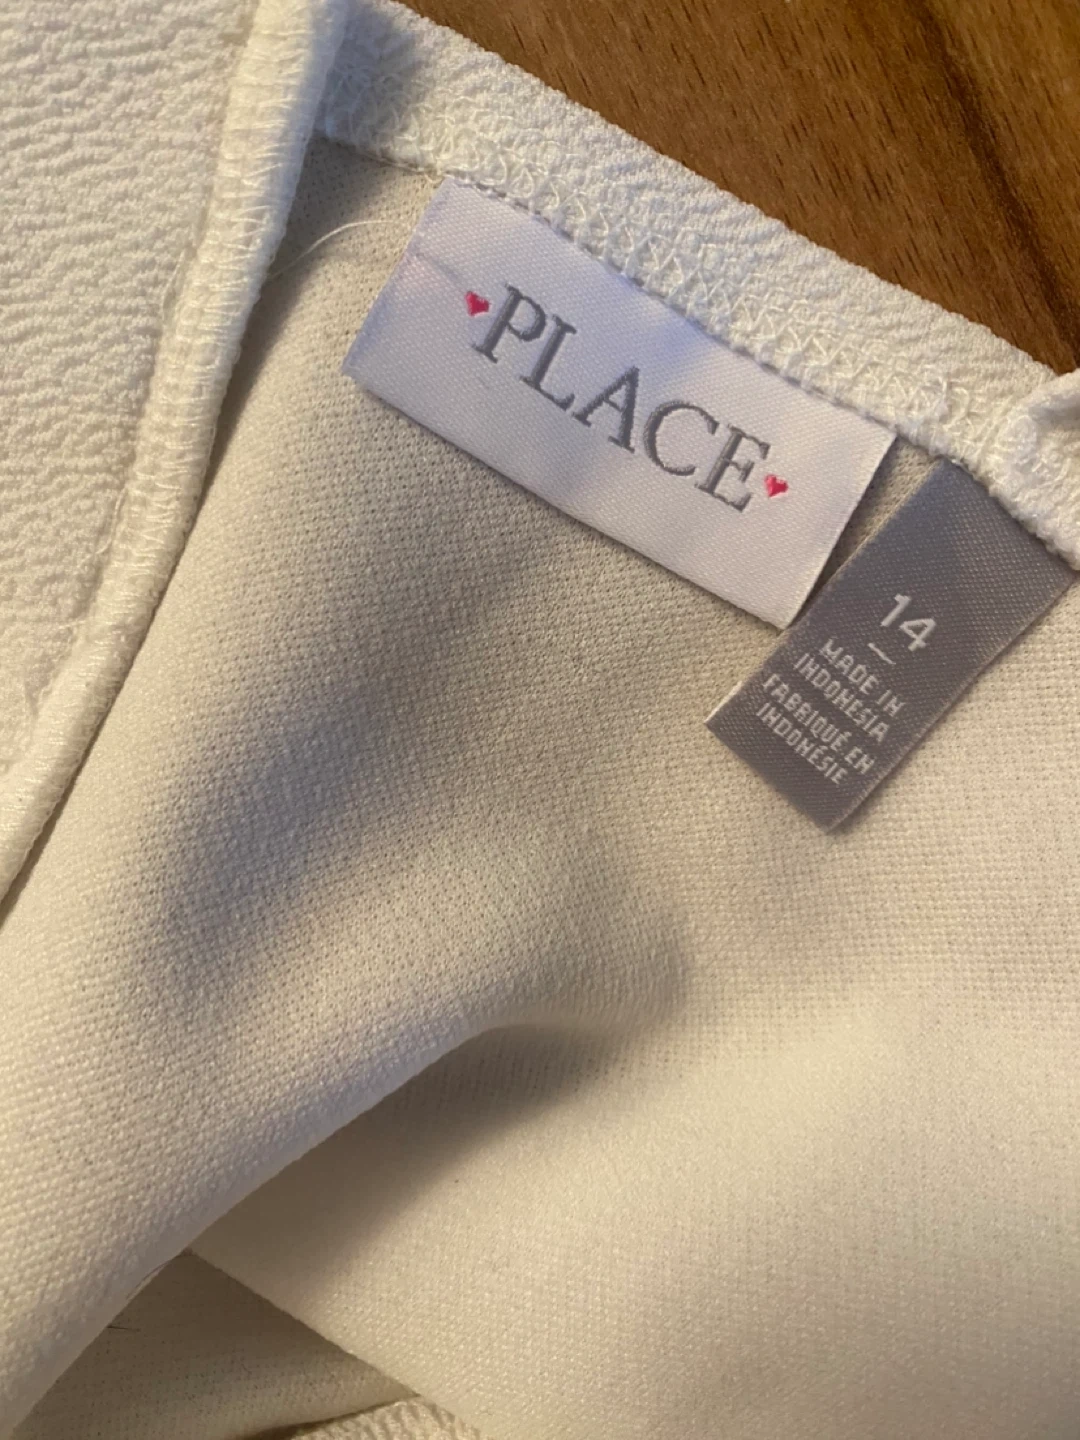 PLACE
14
–
MADE IN
INDONESIA
FABRIQUÉ EN
INDONÉSIE